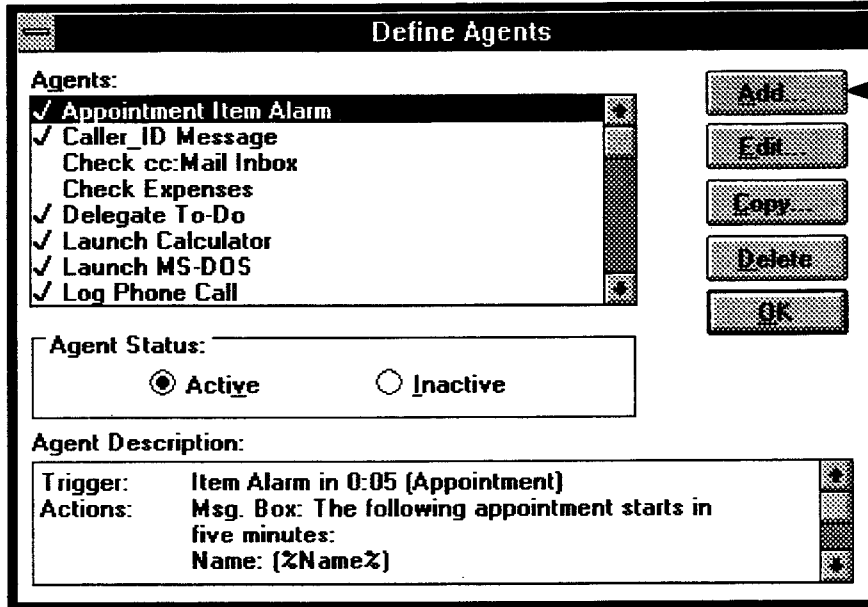 Define Agents
Agents:
✓ Appointment Item Alarm
✓ Caller_ID Message
Check cc:Mail Inbox
Check Expenses
✓ Delegate To-Do
✓ Launch Calculator
✓ Launch MS-DOS
✓ Log Phone Call
Add...
Edit...
Copy...
Delete
OK
Agent Status:
Active
Inactive
Agent Description:
Trigger: Item Alarm in 0:05 (Appointment)
Actions: Msg. Box: The following appointment starts in
five minutes:
Name: (%Name%)